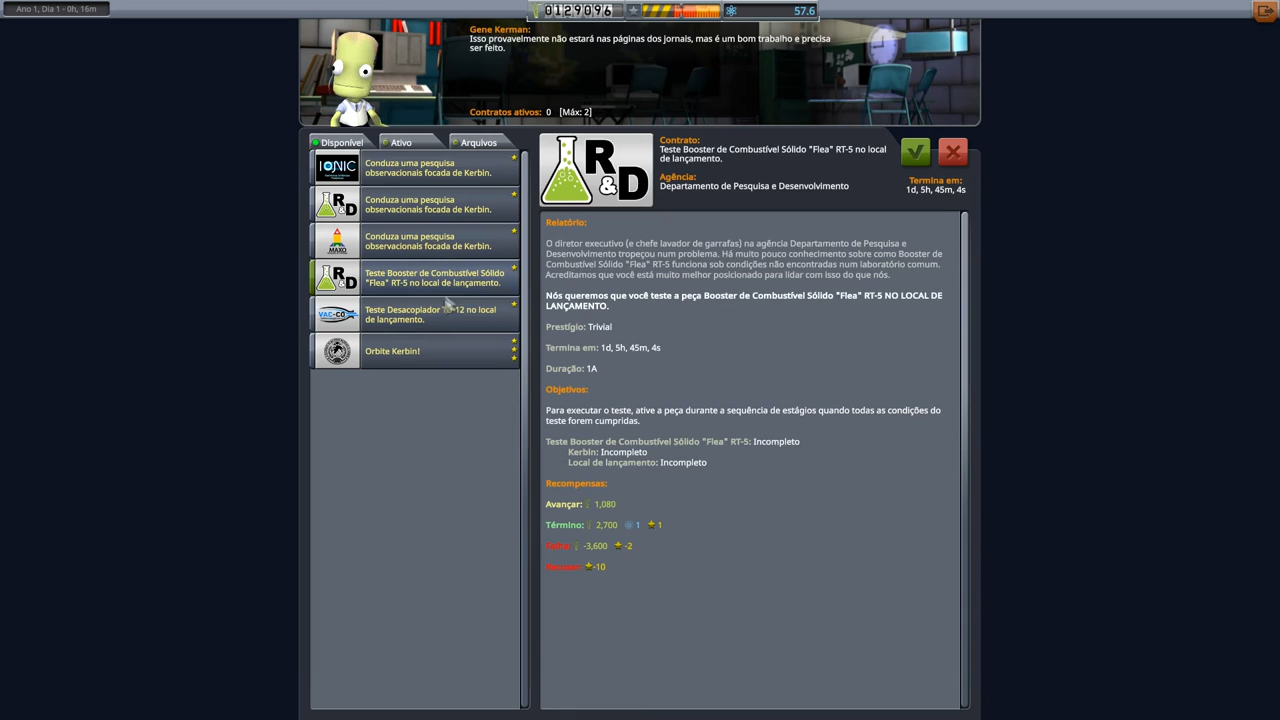 Ano 1, Dia 1 - 0h, 16m
0129096
57.6
Gene Kerman:
Isso provavelmente não estará nas páginas dos jornais, mas é um bom trabalho e precisa
ser feito.
Contratos ativos: 0 [Máx: 2]
Disponível
Ativo
Arquivos
IONIC
Conduza uma pesquisa
observacionais focada de Kerbin.
R&D
Conduza uma pesquisa
observacionais focada de Kerbin.
MAXO
Conduza uma pesquisa
observacionais focada de Kerbin.
R&D
Teste Booster de Combustível Sólido
"Flea" RT-5 no local de lançamento.
VAC-CO
Teste Desacoplador -12 no local
de lançamento.
Orbite Kerbin!
R&D
Contrato:
Teste Booster de Combustível Sólido "Flea" RT-5 no local
de lançamento.
Agência:
Departamento de Pesquisa e Desenvolvimento
Termina em:
1d, 5h, 45m, 4s
Relatório:
O diretor executivo (e chefe lavador de garrafas) na agência Departamento de Pesquisa e
Desenvolvimento tropeçou num problema. Há muito pouco conhecimento sobre como Booster de
Combustível Sólido "Flea" RT-5 funciona sob condições não encontradas num laboratório comum.
Acreditamos que você está muito melhor posicionado para lidar com isso do que nós.
Nós queremos que você teste a peça Booster de Combustível Sólido "Flea" RT-5 NO LOCAL DE
LANÇAMENTO.
Prestígio: Trivial
Termina em: 1d, 5h, 45m, 4s
Duração: 1A
Objetivos:
Para executar o teste, ative a peça durante a sequência de estágios quando todas as condições do
teste forem cumpridas.
Teste Booster de Combustível Sólido "Flea" RT-5: Incompleto
Kerbin: Incompleto
Local de lançamento: Incompleto
Recompensas:
Avançar: 1,080
Término: 2,700 1 1
-3,600 -2
-10